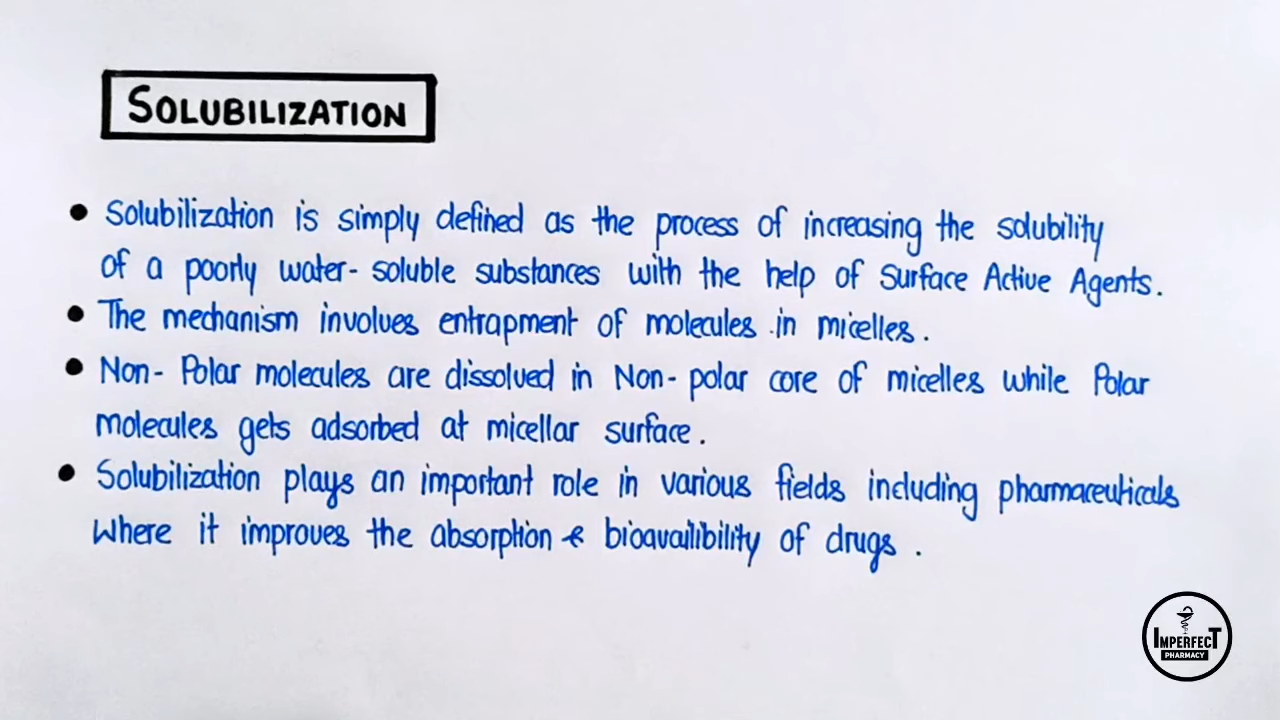 SOLUBILIZATION
• Solubilization is simply defined as the process of increasing the solubility
of a poorly water-soluble substances with the help of Surface Active Agents.
• The mechanism involves entrapment of molecules in micelles.
• Non-Polar molecules are dissolved in Non-polar core of micelles while Polar
molecules gets adsorbed at micellar surface.
• Solubilization plays an important role in various fields including pharmaceuticals
Where it improves the absorption & bioavailibility of drugs.
IMPERFECT
PHARMACY